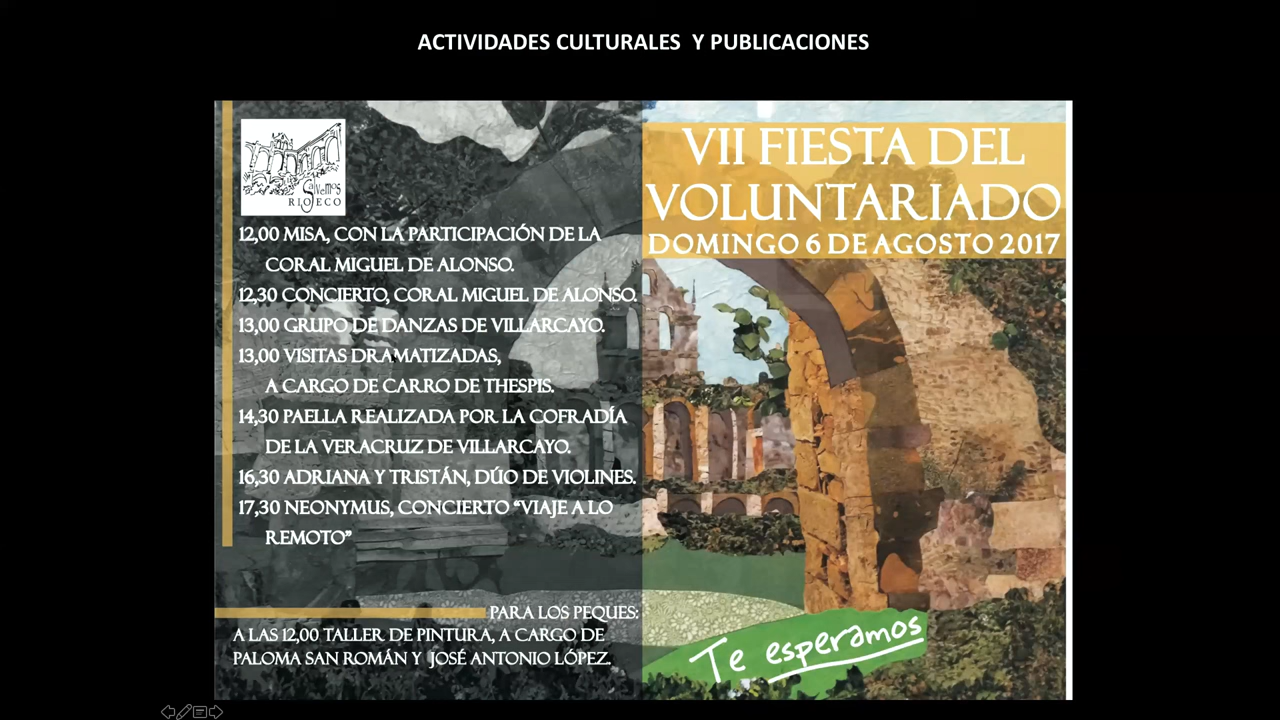 ACTIVIDADES CULTURALES Y PUBLICACIONES
SalVemos
RIOSECO
12,00 MISA, CON LA PARTICIPACIÓN DE LA
CORAL MIGUEL DE ALONSO.
12,30 CONCIERTO, CORAL MIGUEL DE ALONSO.
13,00 GRUPO DE DANZAS DE VILLARCAYO.
13,00 VISITAS DRAMATIZADAS,
A CARGO DE CARRO DE THESPIS.
14,30 PAELLA REALIZADA POR LA COFRADÍA
DE LA VERACRUZ DE VILLARCAYO.
16,30 ADRIANA Y TRISTÁN, DÚO DE VIOLINES.
17,30 NEONYMUS, CONCIERTO “VIAJE A LO
REMOTO”
PARA LOS PEQUES:
A LAS 12,00 TALLER DE PINTURA, A CARGO DE
PALOMA SAN ROMÁN Y JOSÉ ANTONIO LÓPEZ.
VII FIESTA DEL
VOLUNTARIADO
DOMINGO 6 DE AGOSTO 2017
Te esperamos